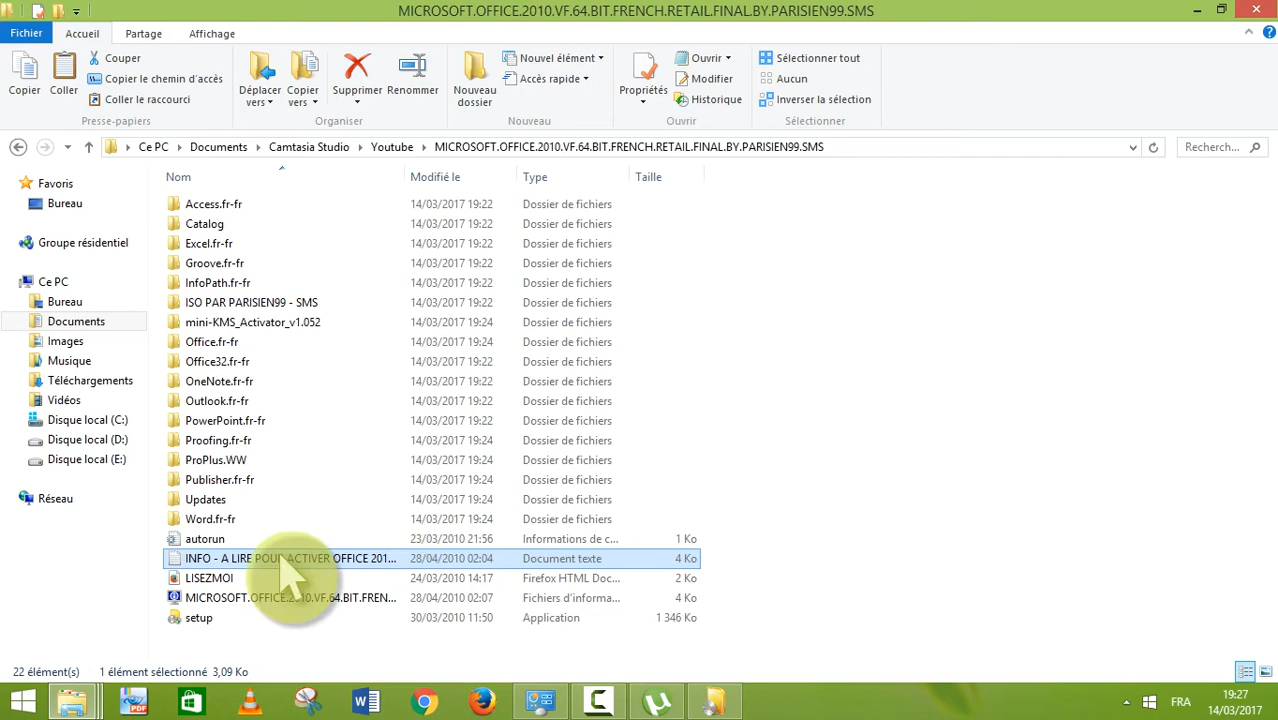 MICROSOFT.OFFICE.2010.VF.64.BIT.FRENCH.RETAIL.FINAL.BY.PARISIEN99.SMS
Fichier Accueil Partage Affichage
Copier
Coller
Couper
Copier le chemin d'accès
Coller le raccourci
Presse-papiers
Déplacer vers
Copier vers
Supprimer
Renommer
Organiser
Nouveau dossier
Nouvel élément
Accès rapide
Nouveau
Propriétés
Ouvrir
Modifier
Historique
Ouvrir
Sélectionner tout
Aucun
Inverser la sélection
Sélectionner
Ce PC Documents Camtasia Studio Youtube MICROSOFT.OFFICE.2010.VF.64.BIT.FRENCH.RETAIL.FINAL.BY.PARISIEN99.SMS
Recherch...
Favoris
Bureau
Groupe résidentiel
Ce PC
Bureau
Documents
Images
Musique
Téléchargements
Vidéos
Disque local (C:)
Disque local (D:)
Disque local (E:)
Réseau
Nom Modifié le Type Taille
Access.fr-fr 14/03/2017 19:22 Dossier de fichiers
Catalog 14/03/2017 19:22 Dossier de fichiers
Excel.fr-fr 14/03/2017 19:22 Dossier de fichiers
Groove.fr-fr 14/03/2017 19:22 Dossier de fichiers
InfoPath.fr-fr 14/03/2017 19:22 Dossier de fichiers
ISO PAR PARISIEN99 - SMS 14/03/2017 19:22 Dossier de fichiers
mini-KMS_Activator_v1.052 14/03/2017 19:24 Dossier de fichiers
Office.fr-fr 14/03/2017 19:24 Dossier de fichiers
Office32.fr-fr 14/03/2017 19:24 Dossier de fichiers
OneNote.fr-fr 14/03/2017 19:22 Dossier de fichiers
Outlook.fr-fr 14/03/2017 19:22 Dossier de fichiers
PowerPoint.fr-fr 14/03/2017 19:22 Dossier de fichiers
Proofing.fr-fr 14/03/2017 19:24 Dossier de fichiers
ProPlus.WW 14/03/2017 19:24 Dossier de fichiers
Publisher.fr-fr 14/03/2017 19:24 Dossier de fichiers
Updates 14/03/2017 19:24 Dossier de fichiers
Word.fr-fr 14/03/2017 19:24 Dossier de fichiers
autorun 23/03/2010 21:56 Informations de c... 1 Ko
INFO - A LIRE POUR ACTIVER OFFICE 201... 28/04/2010 02:04 Document texte 4 Ko
LISEZMOI 24/03/2010 14:17 Firefox HTML Doc... 2 Ko
MICROSOFT.OFFICE.2010.VF.64.BIT.FREN... 28/04/2010 02:07 Fichiers d'informa... 4 Ko
setup 30/03/2010 11:50 Application 1 346 Ko
22 élément(s) 1 élément sélectionné 3,09 Ko
FRA
19:27
14/03/2017